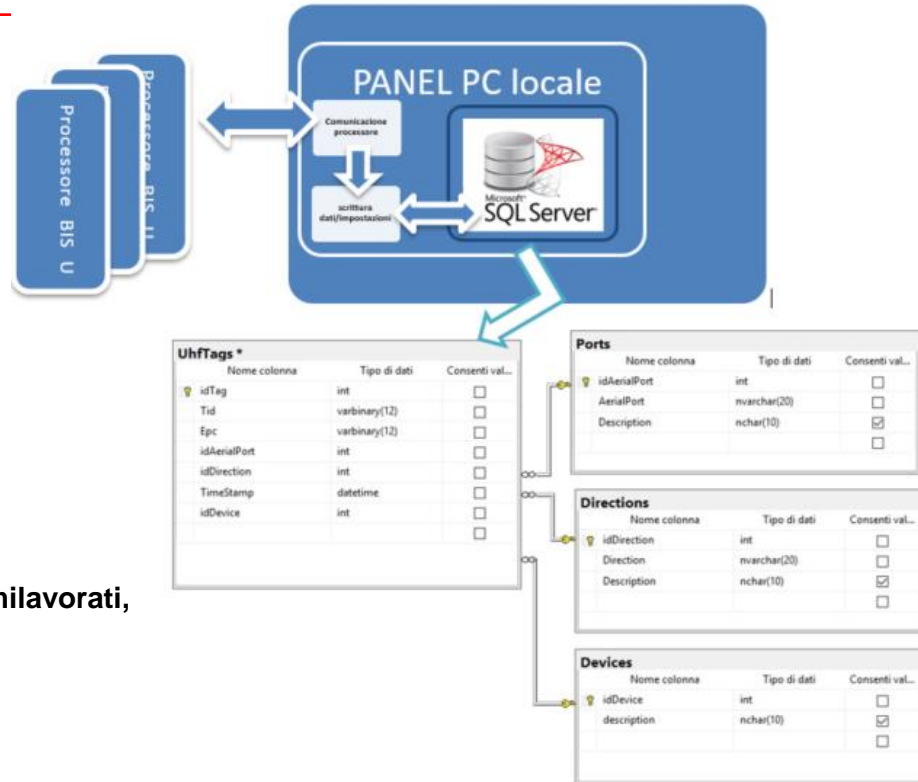 PANEL PC locale
Comunicazione
processore
scrittura
dati/impostazioni
Microsoft®
SQL Server
Processore BIS U
Processore BIS U
UhfTags *
Nome colonna Tipo di dati Consenti val...
idTag int
Tid varbinary(12)
Epc varbinary(12)
idAerialPort int
idDirection int
TimeStamp datetime
idDevice int
Ports
Nome colonna Tipo di dati Consenti val...
idAerialPort int
AerialPort nvarchar(20)
Description nchar(10)
Directions
Nome colonna Tipo di dati Consenti val...
idDirection int
Direction nvarchar(20)
Description nchar(10)
nilavorati,
Devices
Nome colonna Tipo di dati Consenti val...
idDevice int
description nchar(10)